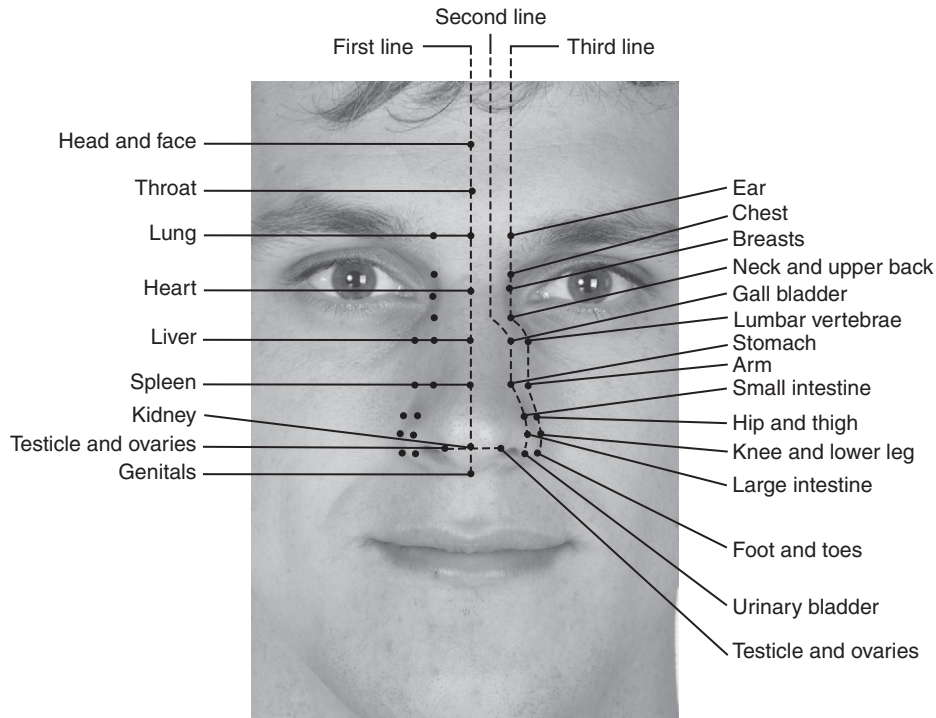 Second line
First line
Third line
Head and face
Throat
Lung
Heart
Liver
Spleen
Kidney
Testicle and ovaries
Genitals
Ear
Chest
Breasts
Neck and upper back
Gall bladder
Lumbar vertebrae
Stomach
Arm
Small intestine
Hip and thigh
Knee and lower leg
Large intestine
Foot and toes
Urinary bladder
Testicle and ovaries